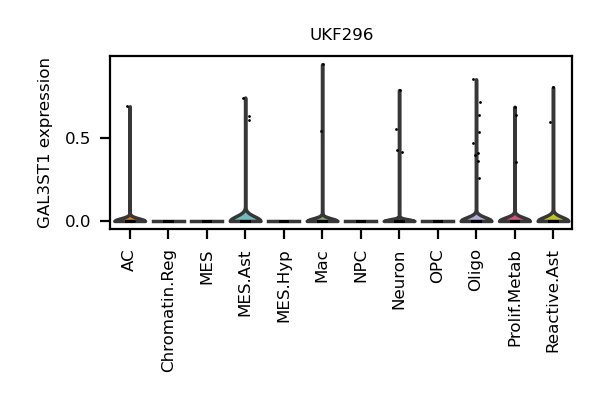 UKF296
GAL3ST1 expression
0.5
0.0
AC
Chromatin.Reg
MES
MES.Ast
MES.Hyp
Mac
NPC
Neuron
OPC
Oligo
Prolif.Metab
Reactive.Ast